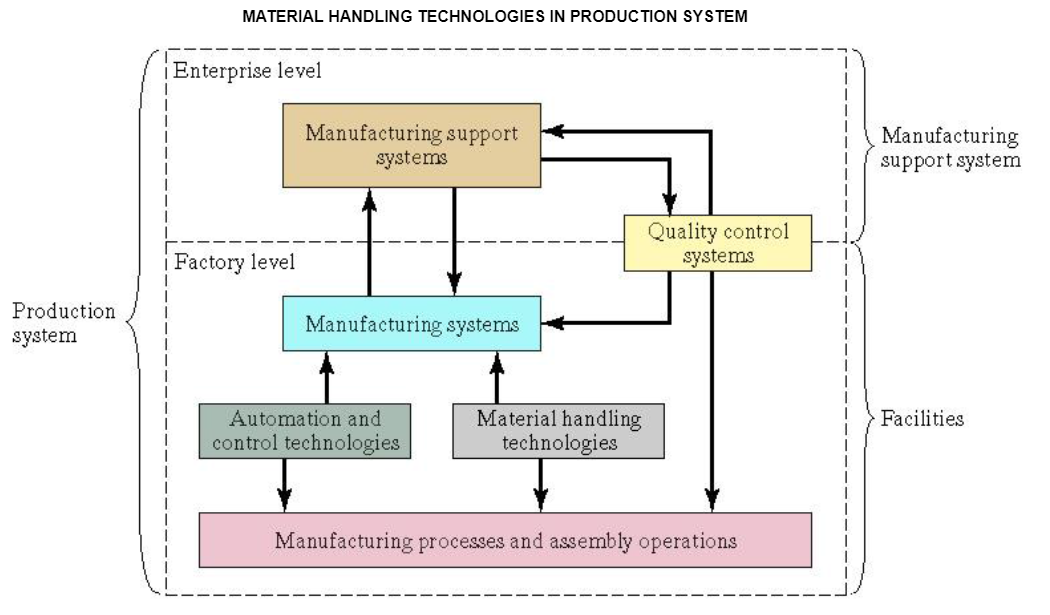 MATERIAL HANDLING TECHNOLOGIES IN PRODUCTION SYSTEM
Enterprise level
Manufacturing support
systems
Manufacturing
support system
Quality control
systems
Factory level
Production
system
Manufacturing systems
Automation and
control technologies
Material handling
technologies
Facilities
Manufacturing processes and assembly operations